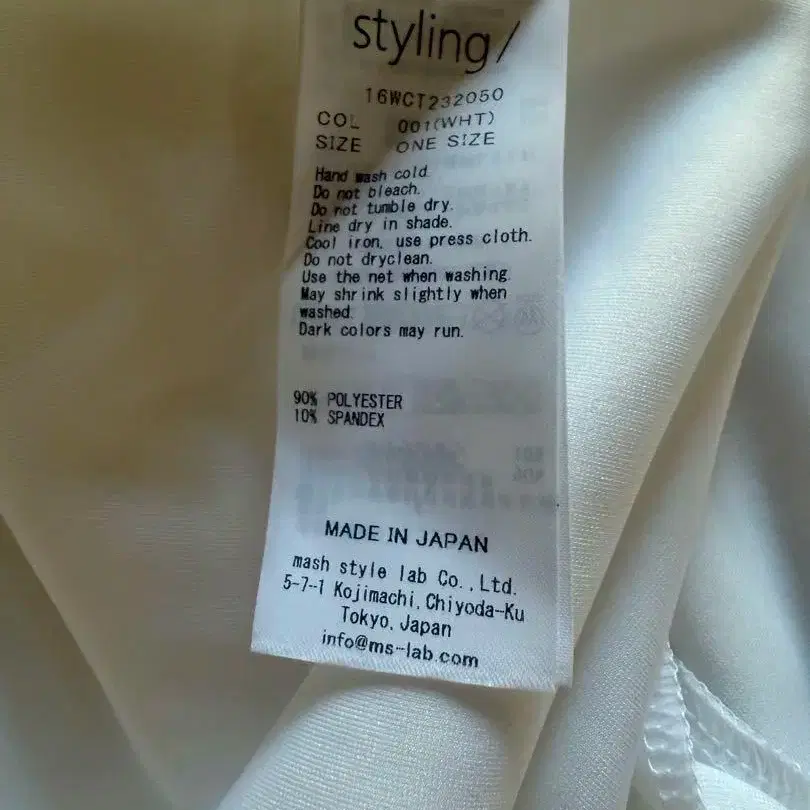 styling/
16WCT232050
COL 001(WHT)
SIZE ONE SIZE
Hand wash cold.
Do not bleach.
Do not tumble dry.
Line dry in shade.
Cool iron, use press cloth.
Do not dryclean.
Use the net when washing.
May shrink slightly when
washed.
Dark colors may run.
90% POLYESTER
10% SPANDEX
MADE IN JAPAN
mash style lab Co.,Ltd.
5-7-1 Kojimachi,Chiyoda-Ku
Tokyo,Japan
info@ms-lab.com